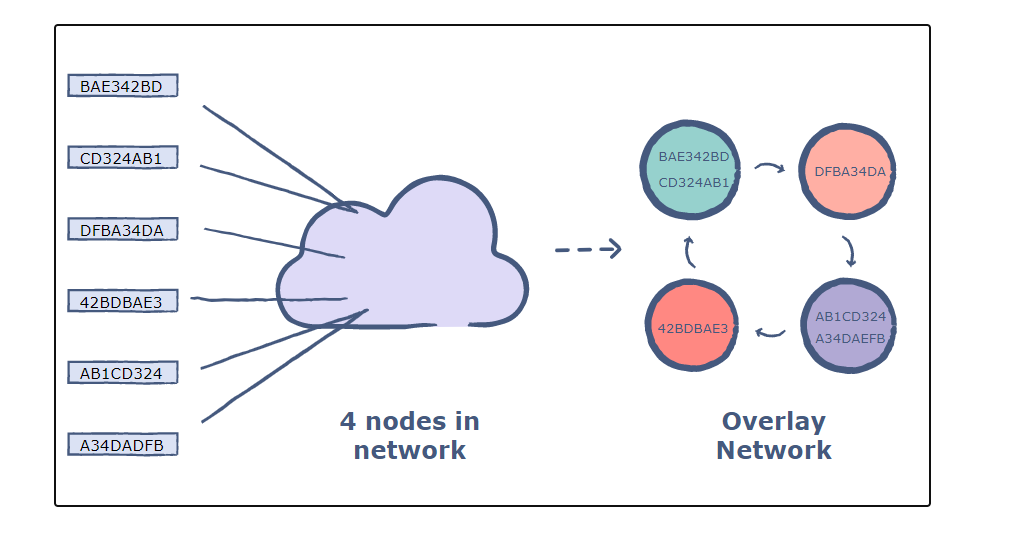 BAE342BD
CD324AB1
DFBA34DA
42BDBAE3
AB1CD324
A34DADFB
4 nodes in
network
BAE342BD
CD324AB1
DFBA34DA
42BDBAE3
AB1CD324
A34DAEFB
Overlay
Network